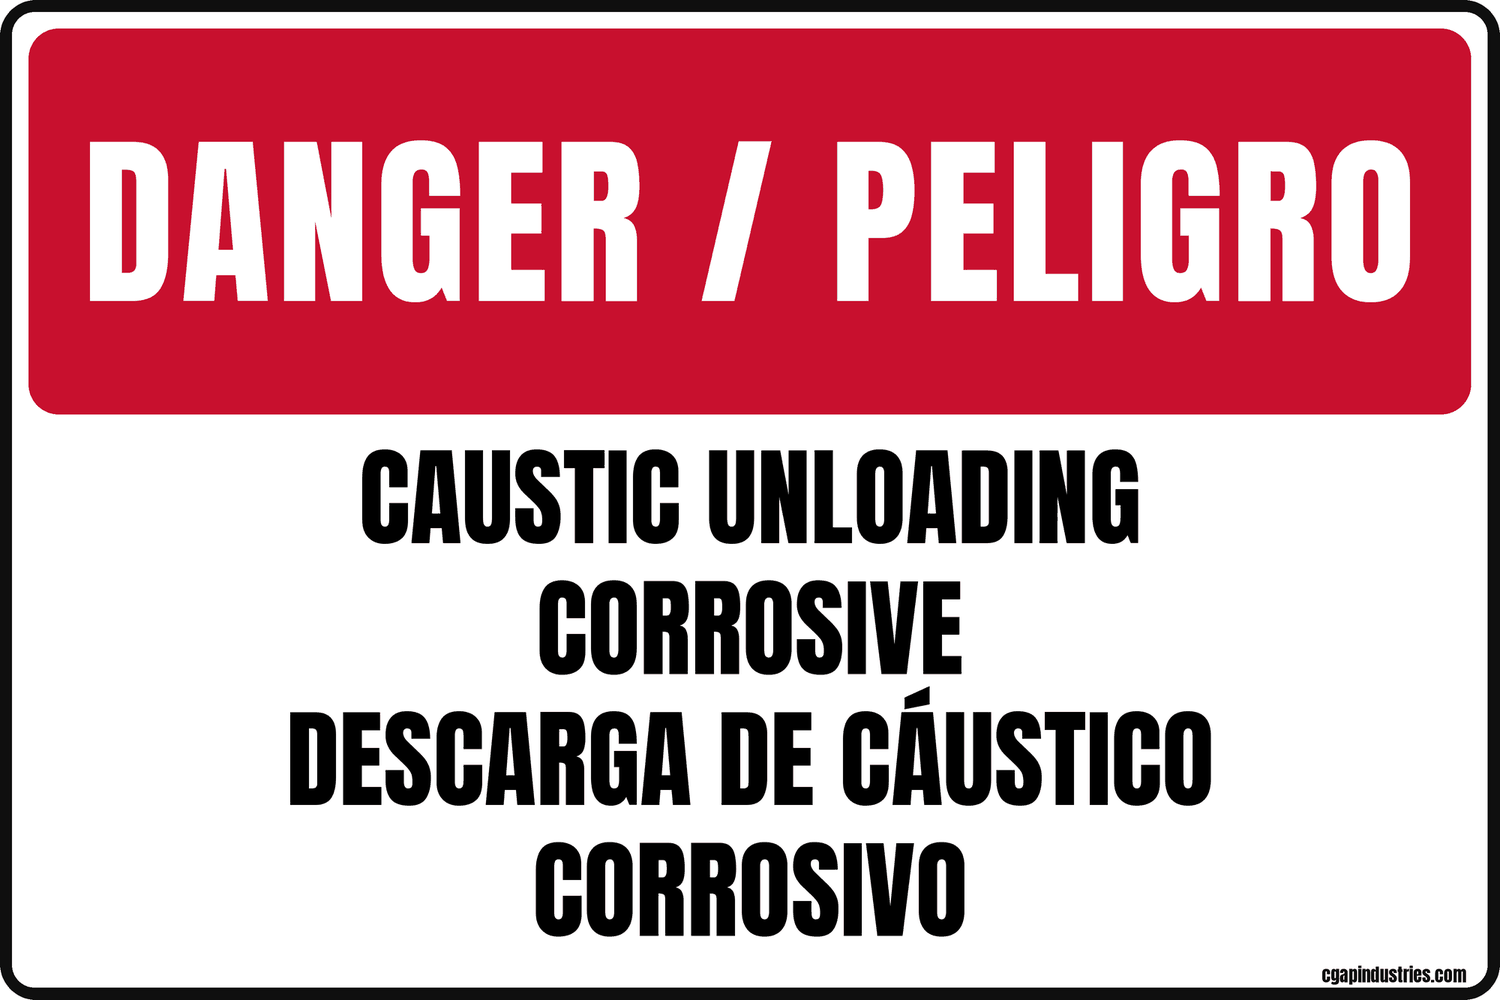 DANGER / PELIGRO
CAUSTIC UNLOADING
CORROSIVE
DESCARGA DE CÁUSTICO
CORROSIVO
cgapindustries.com